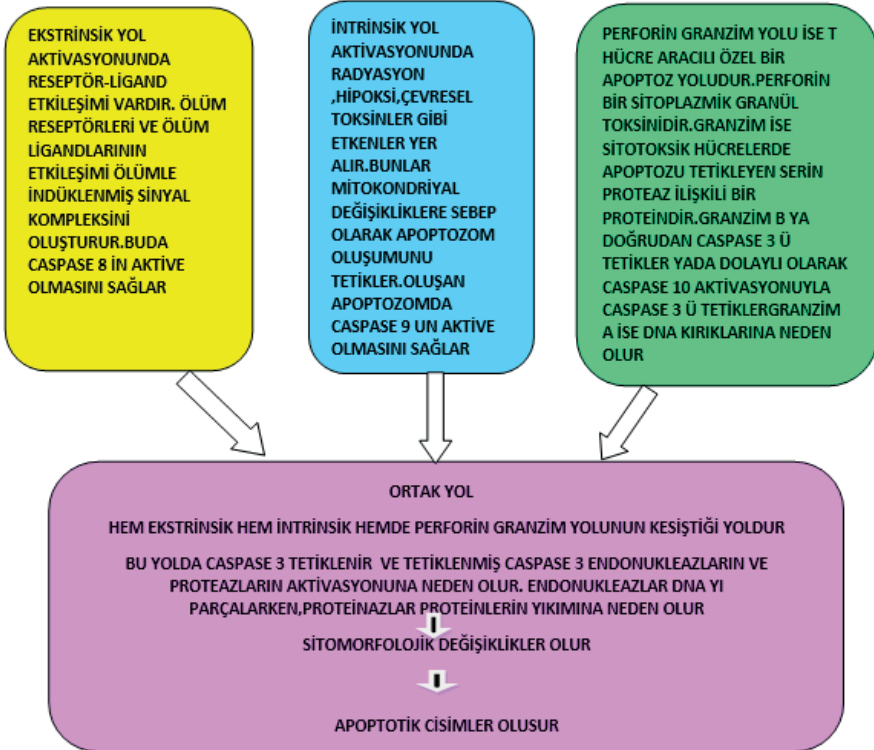 EKSTRİNSİK YOL
AKTİVASYONUNDA
RESEPTÖR-LİGAND
ETKİLEŞİMİ VARDIR. ÖLÜM
RESEPTÖRLERİ VE ÖLÜM
LİGANDLARININ
ETKİLEŞİMİ ÖLÜMLE
İNDÜKLENMİŞ SİNYAL
KOMPLEKSİNİ
OLUŞTURUR.BUDA
CASPASE 8 İN AKTİVE
OLMASINI SAĞLAR
İNTRİNSİK YOL
AKTİVASYONUNDA
RADYASYON
,HİPOKSİ,ÇEVRESEL
TOKSİNLER GİBİ
ETKENLER YER
ALIR.BUNLAR
MİTOKONDRİYAL
DEĞİŞİKLİKLERE SEBEP
OLARAK APOPTOZOM
OLUŞUMUNU
TETİKLER.OLUŞAN
APOPTOZOMDA
CASPASE 9 UN AKTİVE
OLMASINI SAĞLAR
PERFORİN GRANZİM YOLU İSE T
HÜCRE ARACILI ÖZEL BİR
APOPTOZ YOLUDUR.PERFORİN
BİR SİTOPLAZMİK GRANÜL
TOKSİNİDİR.GRANZİM İSE
SİTOTOKSİK HÜCRELERDE
APOPTOZU TETİKLEYEN SERİN
PROTEAZ İLİŞKİLİ BİR
PROTEİNDİR.GRANZİM B YA
DOĞRUDAN CASPASE 3 Ü
TETİKLER YADA DOLAYLI OLARAK
CASPASE 10 AKTİVASYONUYLA
CASPASE 3 Ü TETİKLERGRANZİM
A İSE DNA KIRIKLARINA NEDEN
OLUR
ORTAK YOL
HEM EKSTRİNSİK HEM İNTRİNSİK HEMDE PERFORİN GRANZİM YOLUNUN KESİŞTİĞİ YOLDUR
BU YOLDA CASPASE 3 TETİKLENİR VE TETİKLENMİŞ CASPASE 3 ENDONUKLEAZLARIN VE
PROTEAZLARIN AKTİVASYONUNA NEDEN OLUR. ENDONUKLEAZLAR DNA YI
PARÇALARKEN,PROTEİNAZLAR PROTEİNLERİN YIKIMINA NEDEN OLUR
SİTOMORFOLOJİK DEĞİŞİKLİKLER OLUR
APOPTOTİK CİSİMLER OLUSUR